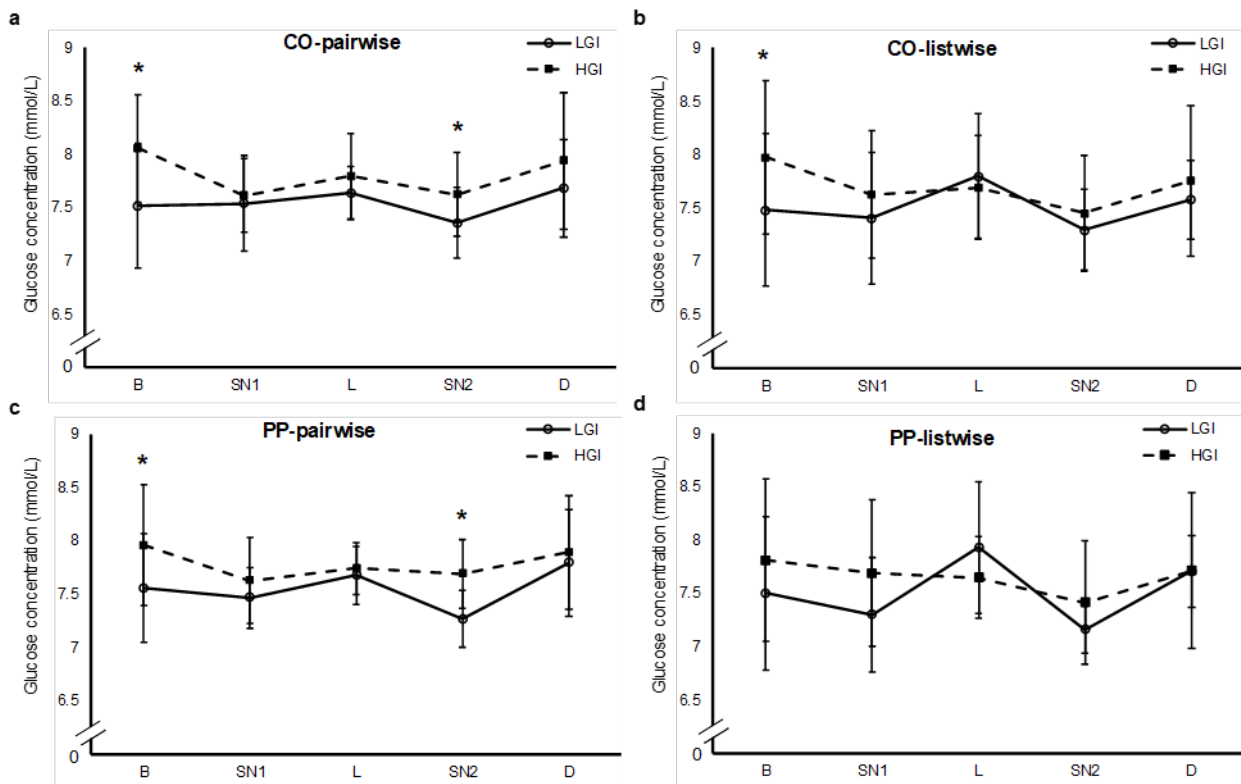 a
CO-pairwise
LGI
HGI
Glucose concentration (mmol/L)
9
8.5
8
7.5
7
6.5
0
*
*
B SN1 L SN2 D
b
CO-listwise
LGI
HGI
Glucose concentration (mmol/L)
9
8.5
8
7.5
7
6.5
0
*
B SN1 L SN2 D
c
PP-pairwise
LGI
HGI
Glucose concentration (mmol/L)
9
8.5
8
7.5
7
6.5
0
*
*
B SN1 L SN2 D
d
PP-listwise
LGI
HGI
Glucose concentration (mmol/L)
9
8.5
8
7.5
7
6.5
0
B SN1 L SN2 D